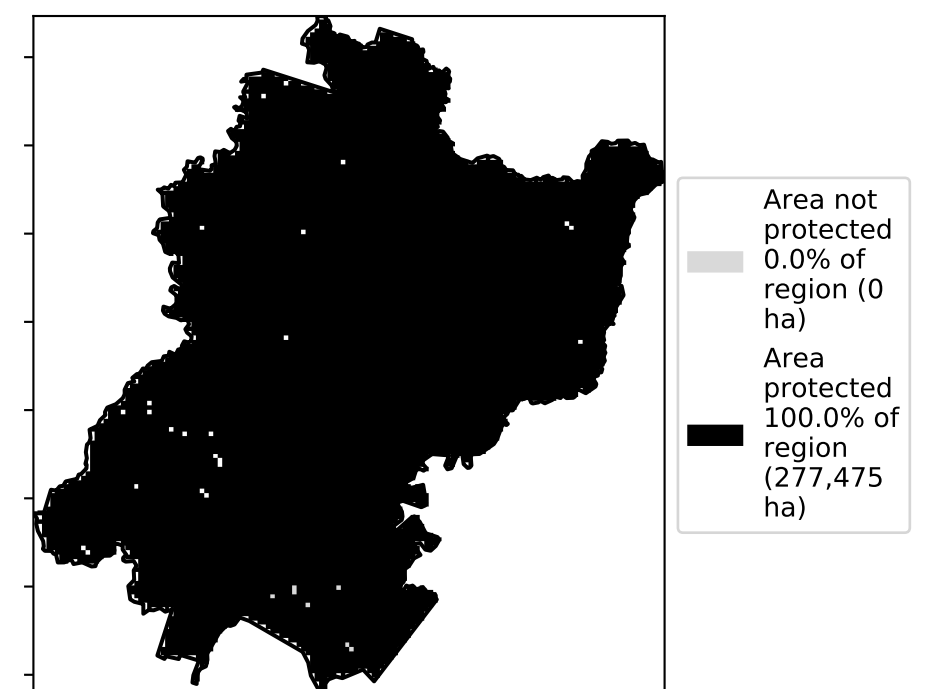 Area not
protected
0.0% of
region (0
ha)
Area
protected
100.0% of
region
(277,475
ha)